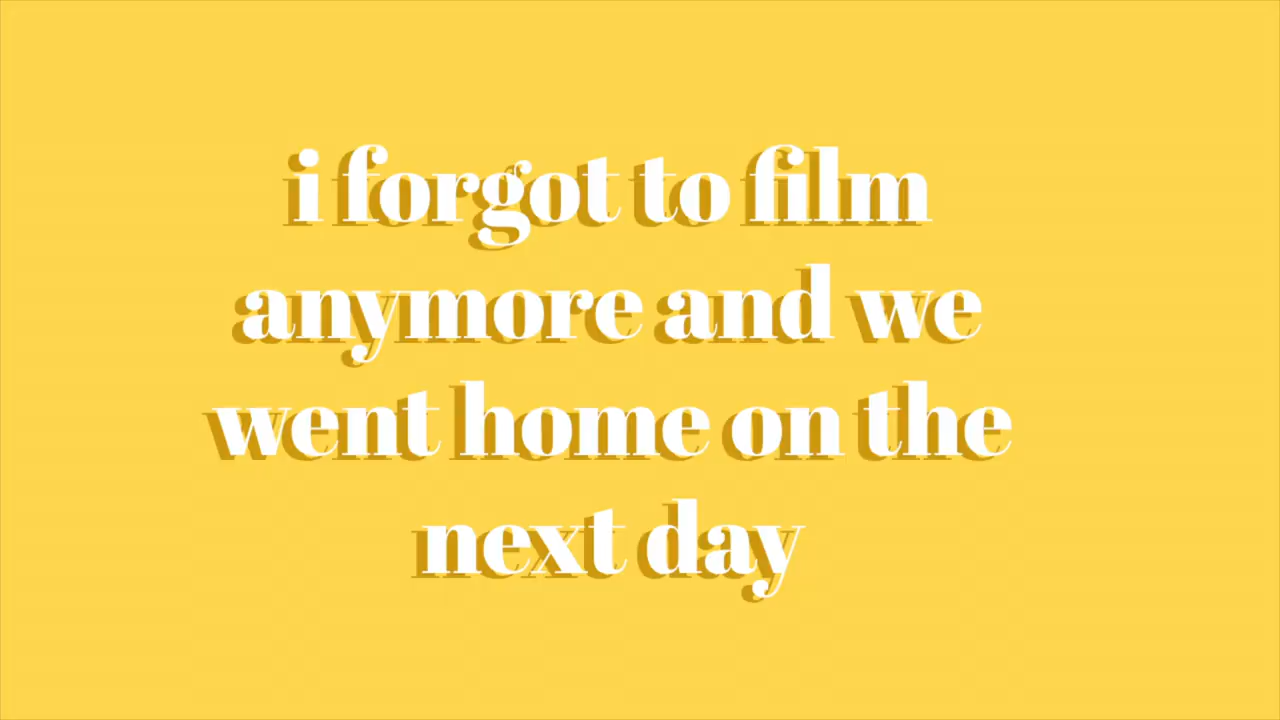 i forgot to film
anymore and we
went home on the
next day